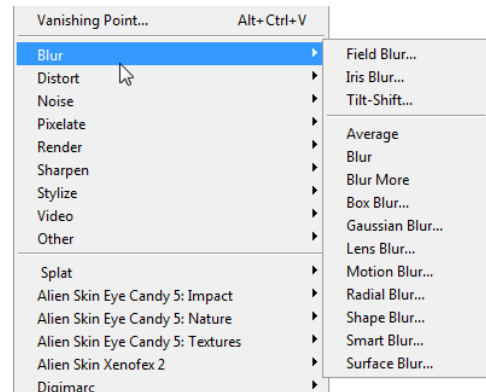 Vanishing Point... Alt+Ctrl+V
Blur
Distort
Noise
Pixelate
Render
Sharpen
Stylize
Video
Other
Splat
Alien Skin Eye Candy 5: Impact
Alien Skin Eye Candy 5: Nature
Alien Skin Eye Candy 5: Textures
Alien Skin Xenofex 2
Digimarc
Field Blur...
Iris Blur...
Tilt-Shift...
Average
Blur
Blur More
Box Blur...
Gaussian Blur...
Lens Blur...
Motion Blur...
Radial Blur...
Shape Blur...
Smart Blur...
Surface Blur...